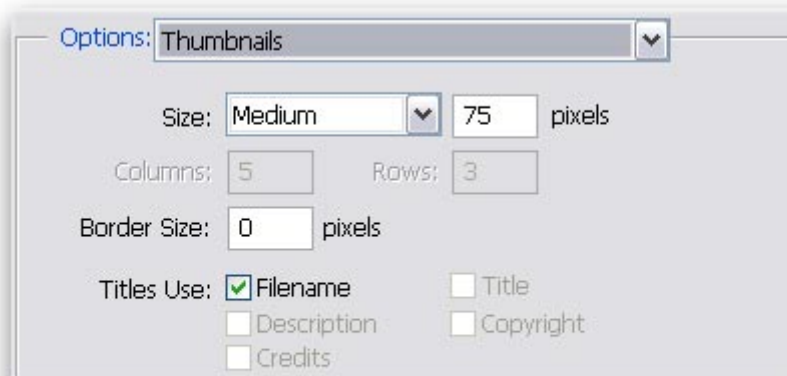 Options: Thumbnails
Size: Medium 75 pixels
Columns: 5 Rows: 3
Border Size: 0 pixels
Titles Use: Filename Title
Description Copyright
Credits